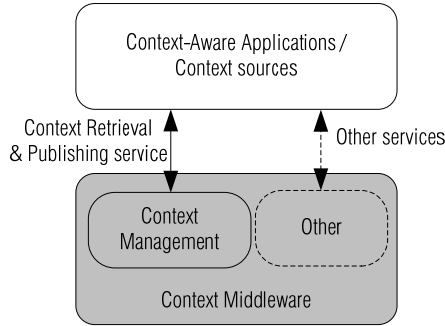 Context-Aware Applications /
Context sources
Context Retrieval
& Publishing service
Other services
Context
Management
Other
Context Middleware